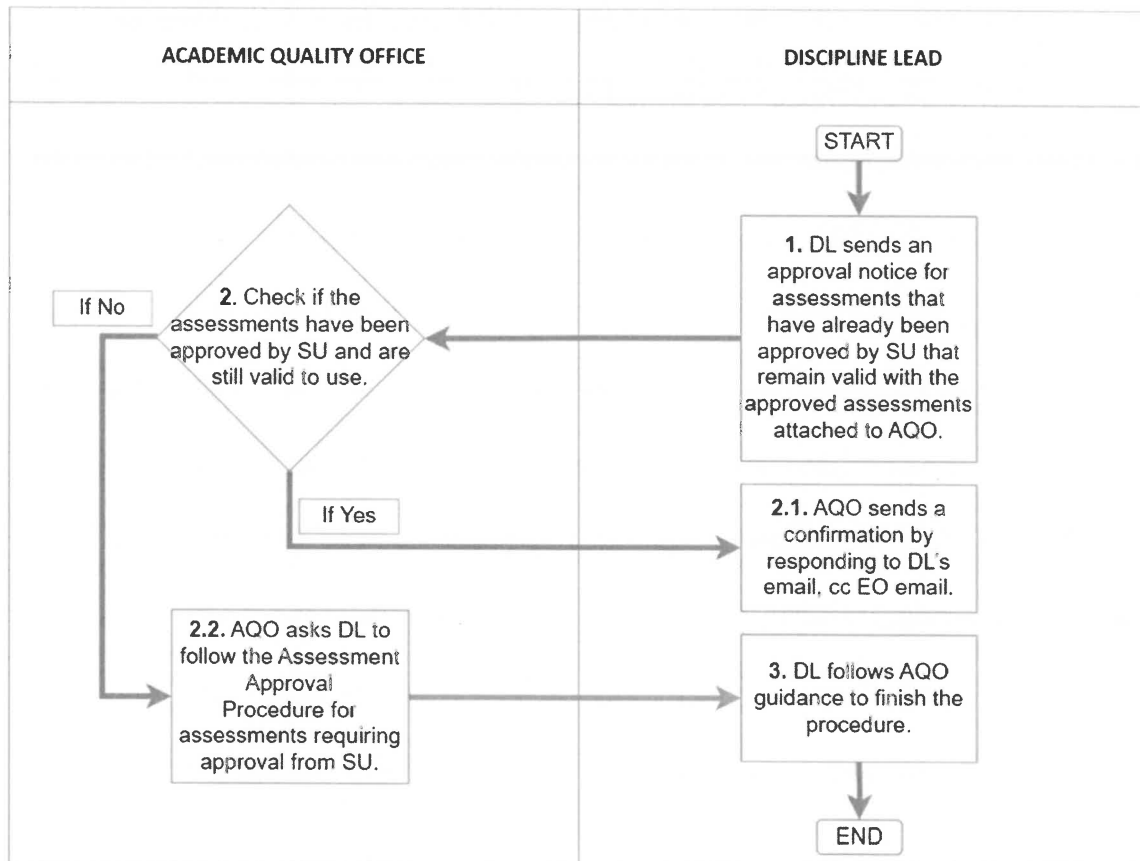 ACADEMIC QUALITY OFFICE
DISCIPLINE LEAD
START
1. DL sends an
approval notice for
assessments that
have already been
approved by SU that
remain valid with the
approved assessments
attached to AQO.
2. Check if the
assessments have been
approved by SU and are
still valid to use.
If No
If Yes
2.1. AQO sends a
confirmation by
responding to DL's
email, cc EO email.
2.2. AQO asks DL to
follow the Assessment
Approval
Procedure for
assessments requiring
approval from SU.
3. DL follows AQO
guidance to finish the
procedure.
END